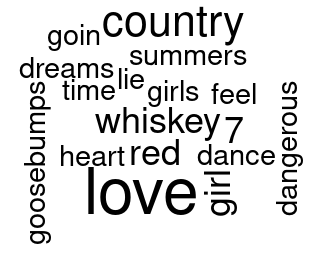 country
goin
summers
dreams
lie
time
girls
feel
goosebumps
dangerous
whiskey
7
heart
red
dance
love
girl